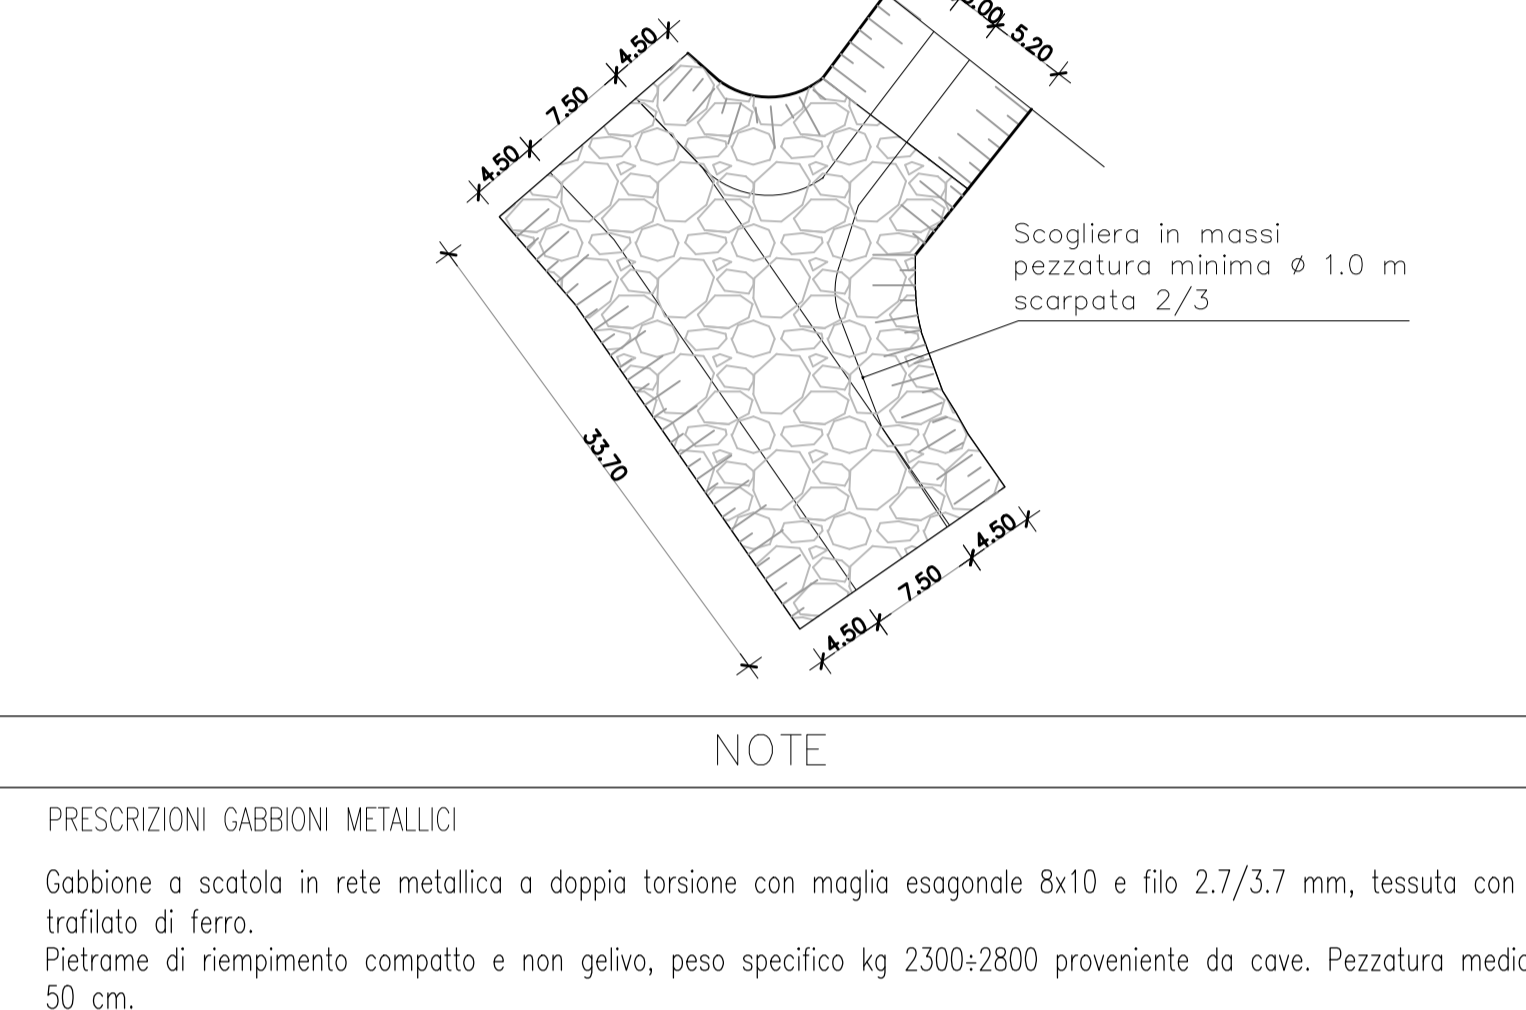 5.20
4.50
7.50
4.50
Scogliera in massi
pezzatura minima ø 1.0 m
scarpata 2/3
33.70
4.50
7.50
4.50
NOTE
PRESCRIZIONI GABBIONI METALLICI
Gabbione a scatola in rete metallica a doppia torsione con maglia esagonale 8x10 e filo 2.7/3.7 mm, tessuta con
trafilato di ferro.
Pietrame di riempimento compatto e non gelivo, peso specifico kg 2300÷2800 proveniente da cave. Pezzatura
50 cm.